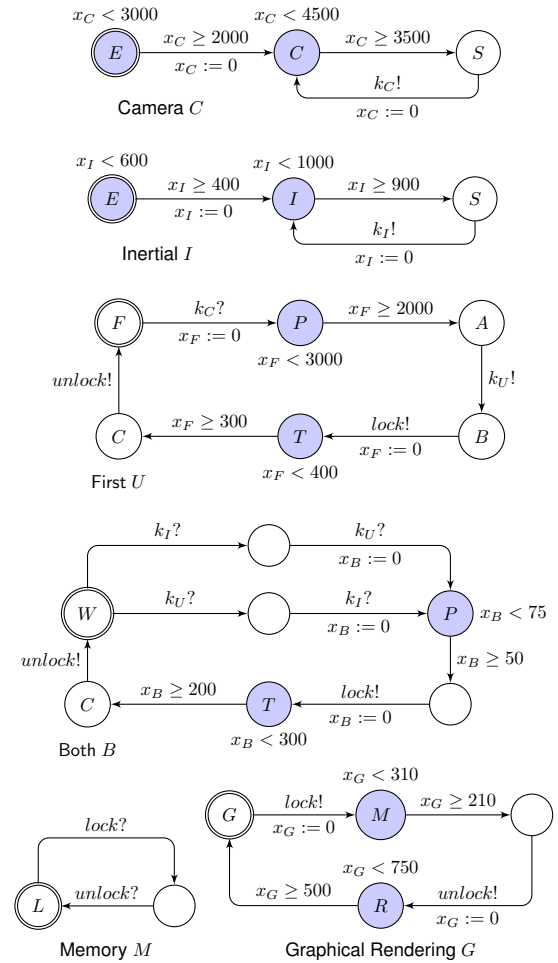 x_C < 3000
x_C < 4500
E
x_C ≥ 2000
x_C := 0
C
x_C ≥ 3500
S
k_C!
x_C := 0
Camera C
x_I < 600
x_I < 1000
E
x_I ≥ 400
x_I := 0
I
x_I ≥ 900
S
k_I!
x_I := 0
Inertial I
F
k_C?
x_F := 0
P
x_F ≥ 2000
A
x_F < 3000
unlock!
k_U!
C
x_F ≥ 300
T
lock!
x_F := 0
B
x_F < 400
First U
k_I?
k_U?
x_B := 0
W
k_U?
k_I?
x_B := 0
P
x_B < 75
x_B ≥ 50
unlock!
C
x_B ≥ 200
T
lock!
x_B := 0
x_B < 300
Both B
x_G < 310
G
lock!
x_G := 0
M
x_G ≥ 210
lock?
x_G < 750
L
unlock?
x_G ≥ 500
R
unlock!
x_G := 0
Memory M
Graphical Rendering G